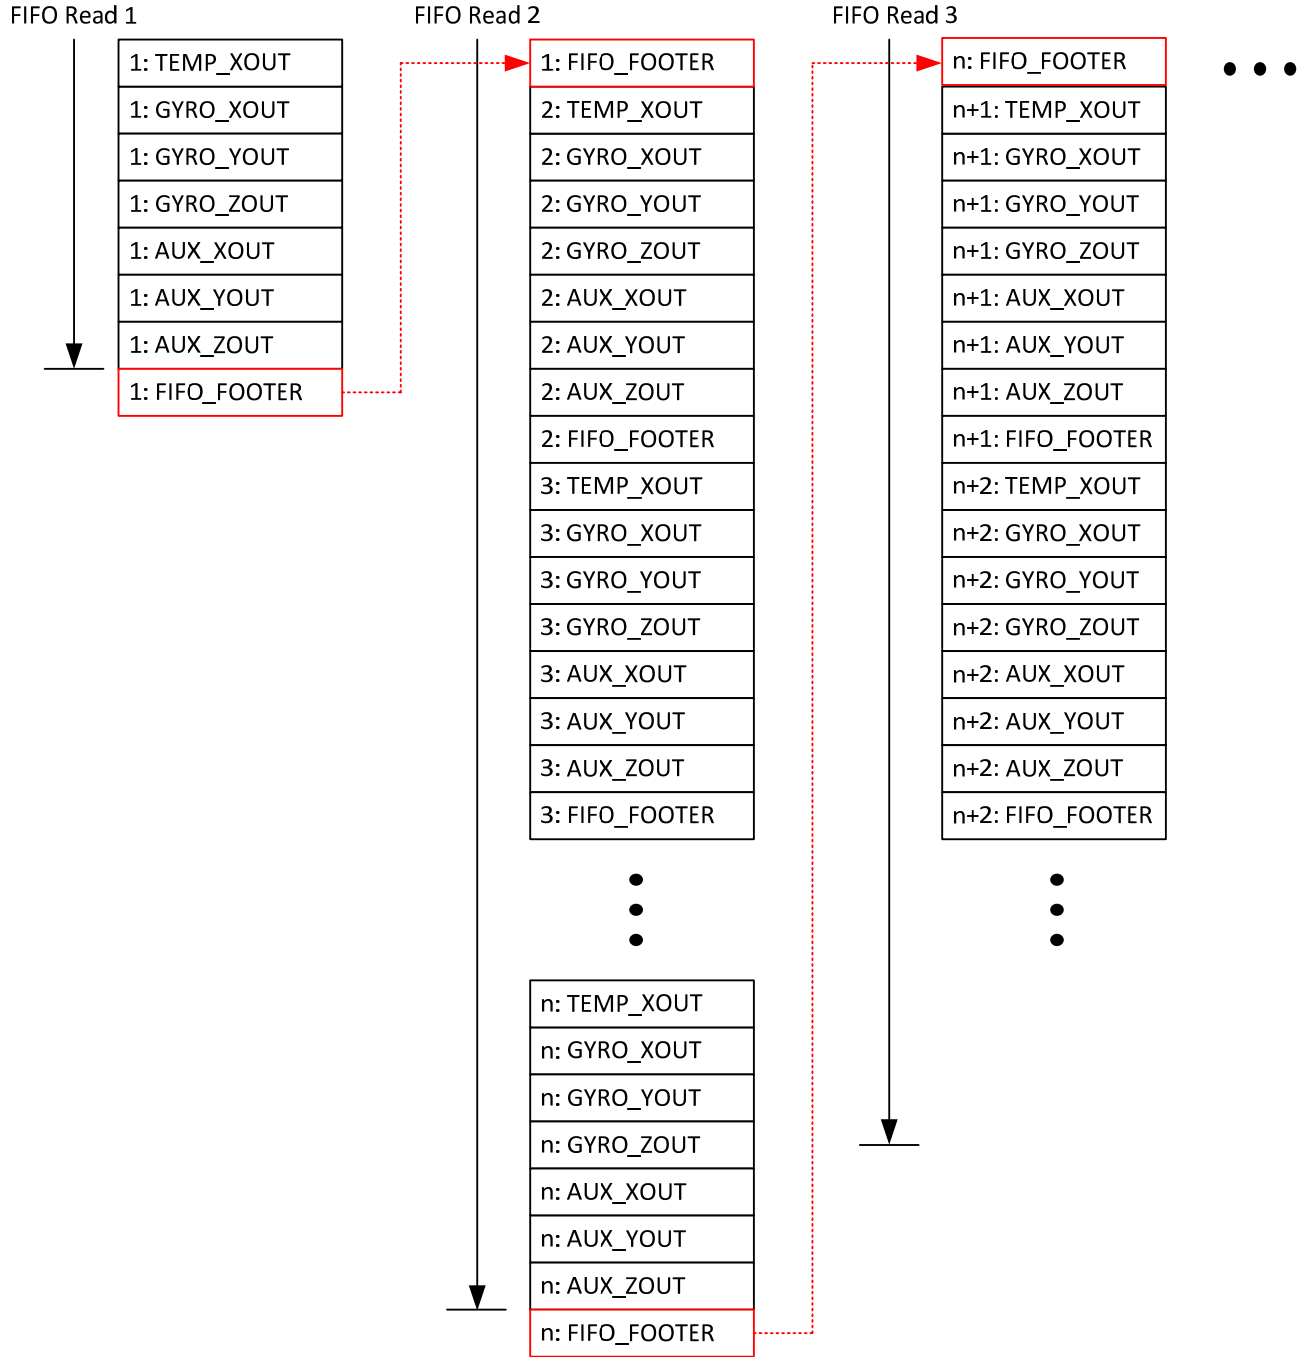 FIFO Read 1
1: TEMP_XOUT
1: GYRO_XOUT
1: GYRO_YOUT
1: GYRO_ZOUT
1: AUX_XOUT
1: AUX_YOUT
1: AUX_ZOUT
1: FIFO_FOOTER
FIFO Read 2
1: FIFO_FOOTER
2: TEMP_XOUT
2: GYRO_XOUT
2: GYRO_YOUT
2: GYRO_ZOUT
2: AUX_XOUT
2: AUX_YOUT
2: AUX_ZOUT
2: FIFO_FOOTER
3: TEMP_XOUT
3: GYRO_XOUT
3: GYRO_YOUT
3: GYRO_ZOUT
3: AUX_XOUT
3: AUX_YOUT
3: AUX_ZOUT
3: FIFO_FOOTER
n: TEMP_XOUT
n: GYRO_XOUT
n: GYRO_YOUT
n: GYRO_ZOUT
n: AUX_XOUT
n: AUX_YOUT
n: AUX_ZOUT
n: FIFO_FOOTER
FIFO Read 3
n: FIFO_FOOTER
n+1: TEMP_XOUT
n+1: GYRO_XOUT
n+1: GYRO_YOUT
n+1: GYRO_ZOUT
n+1: AUX_XOUT
n+1: AUX_YOUT
n+1: AUX_ZOUT
n+1: FIFO_FOOTER
n+2: TEMP_XOUT
n+2: GYRO_XOUT
n+2: GYRO_YOUT
n+2: GYRO_ZOUT
n+2: AUX_XOUT
n+2: AUX_YOUT
n+2: AUX_ZOUT
n+2: FIFO_FOOTER